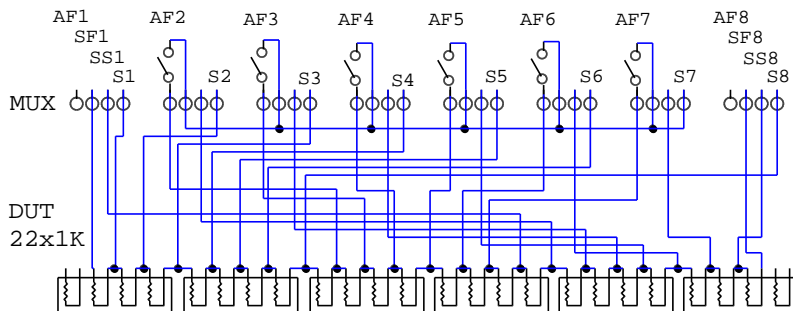 AF1 AF2 AF3 AF4 AF5 AF6 AF7 AF8
SF1 SF8
SS1 SS8
S1 S2 S3 S4 S5 S6 S7 S8
MUX
DUT
22x1K